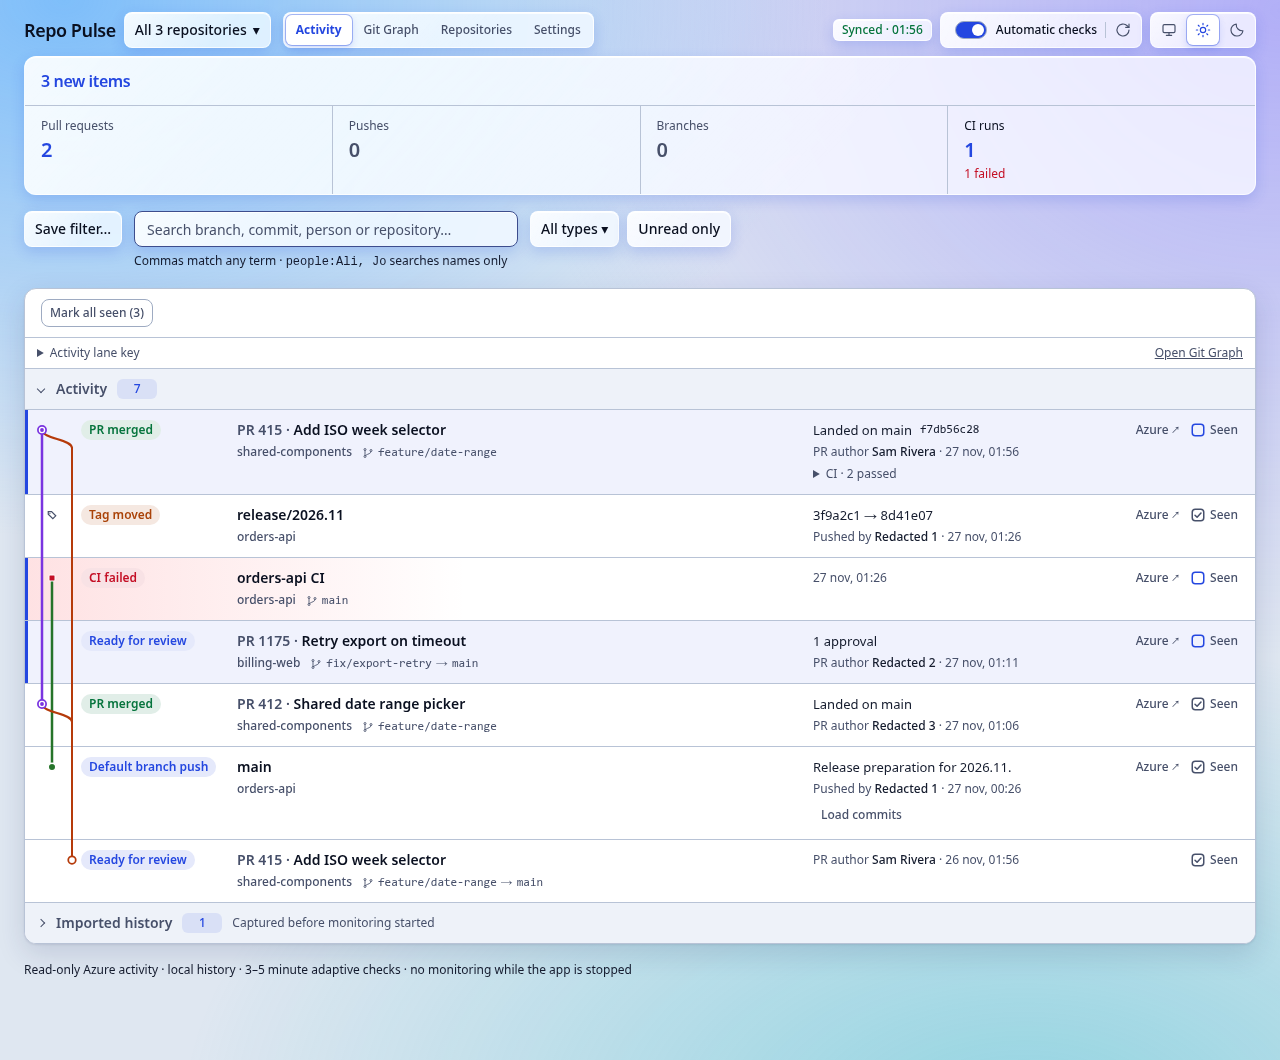 Repo Pulse
All 3 repositories ▾
Activity
Git Graph
Repositories
Settings
Synced · 01:56
Automatic checks
3 new items
Pull requests
2
Pushes
0
Branches
0
CI runs
1
1 failed
Save filter...
Search branch, commit, person or repository...
All types ▾
Unread only
Commas match any term · people:Ali, Jo searches names only
Mark all seen (3)
Activity lane key
Open Git Graph
Activity 7
PR merged
PR 415 · Add ISO week selector
shared-components feature/date-range
Landed on main f7db56c28
PR author Sam Rivera · 27 nov, 01:56
CI · 2 passed
Azure ↗
Seen
Tag moved
release/2026.11
orders-api
3f9a2c1 → 8d41e07
Pushed by Redacted 1 · 27 nov, 01:26
Azure ↗
Seen
CI failed
orders-api CI
orders-api main
27 nov, 01:26
Azure ↗
Seen
Ready for review
PR 1175 · Retry export on timeout
billing-web fix/export-retry → main
1 approval
PR author Redacted 2 · 27 nov, 01:11
Azure ↗
Seen
PR merged
PR 412 · Shared date range picker
shared-components feature/date-range
Landed on main
PR author Redacted 3 · 27 nov, 01:06
Azure ↗
Seen
Default branch push
main
orders-api
Release preparation for 2026.11.
Pushed by Redacted 1 · 27 nov, 00:26
Load commits
Azure ↗
Seen
Ready for review
PR 415 · Add ISO week selector
shared-components feature/date-range → main
PR author Sam Rivera · 26 nov, 01:56
Seen
Imported history 1 Captured before monitoring started
Read-only Azure activity · local history · 3–5 minute adaptive checks · no monitoring while the app is stopped